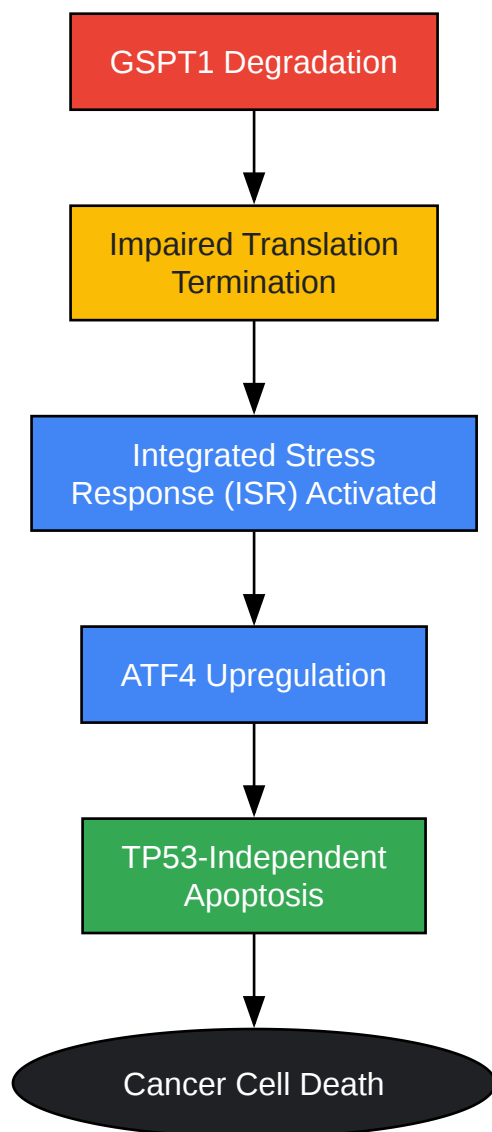 GSPT1 Degradation
Impaired Translation
Termination
Integrated Stress
Response (ISR) Activated
ATF4 Upregulation
TP53-Independent
Apoptosis
Cancer Cell Death